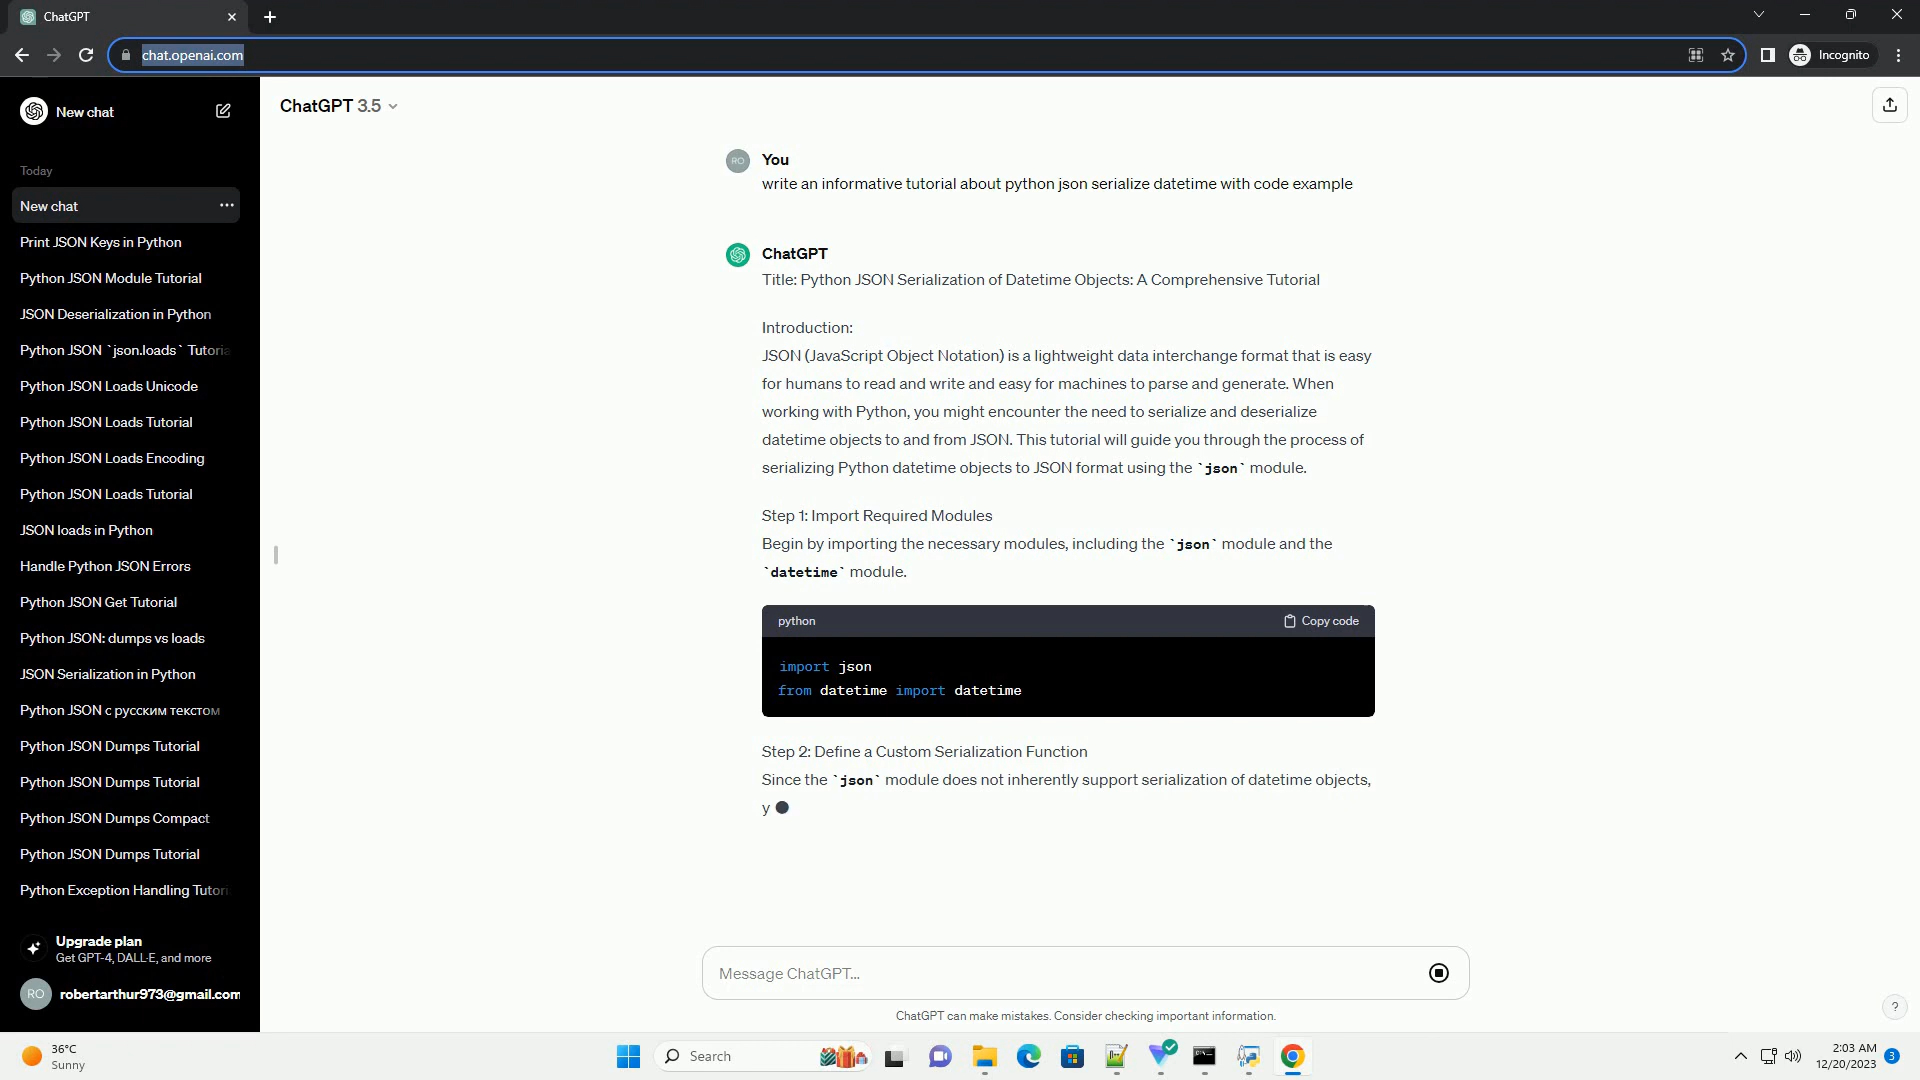 ChatGPT
chat.openai.com
Incognito
New chat
Today
New chat
Print JSON Keys in Python
Python JSON Module Tutorial
JSON Deserialization in Python
Python JSON `json.loads` Tutoria
Python JSON Loads Unicode
Python JSON Loads Tutorial
Python JSON Loads Encoding
Python JSON Loads Tutorial
JSON loads in Python
Handle Python JSON Errors
Python JSON Get Tutorial
Python JSON: dumps vs loads
JSON Serialization in Python
Python JSON с русским текстом
Python JSON Dumps Tutorial
Python JSON Dumps Tutorial
Python JSON Dumps Compact
Python JSON Dumps Tutorial
Python Exception Handling Tutori
Upgrade plan
Get GPT-4, DALL·E, and more
RO robertarthur973@gmail.com
ChatGPT 3.5
RO You
write an informative tutorial about python json serialize datetime with code example
ChatGPT
Title: Python JSON Serialization of Datetime Objects: A Comprehensive Tutorial
Introduction:
JSON (JavaScript Object Notation) is a lightweight data interchange format that is easy
for humans to read and write and easy for machines to parse and generate. When
working with Python, you might encounter the need to serialize and deserialize
datetime objects to and from JSON. This tutorial will guide you through the process of
serializing Python datetime objects to JSON format using the `json` module.
Step 1: Import Required Modules
Begin by importing the necessary modules, including the `json` module and the
`datetime` module.
python Copy code
import json
from datetime import datetime
Step 2: Define a Custom Serialization Function
Since the `json` module does not inherently support serialization of datetime objects,
y
Message ChatGPT...
ChatGPT can make mistakes. Consider checking important information.
?
36°C
Sunny
Search
2:03 AM
12/20/2023
3